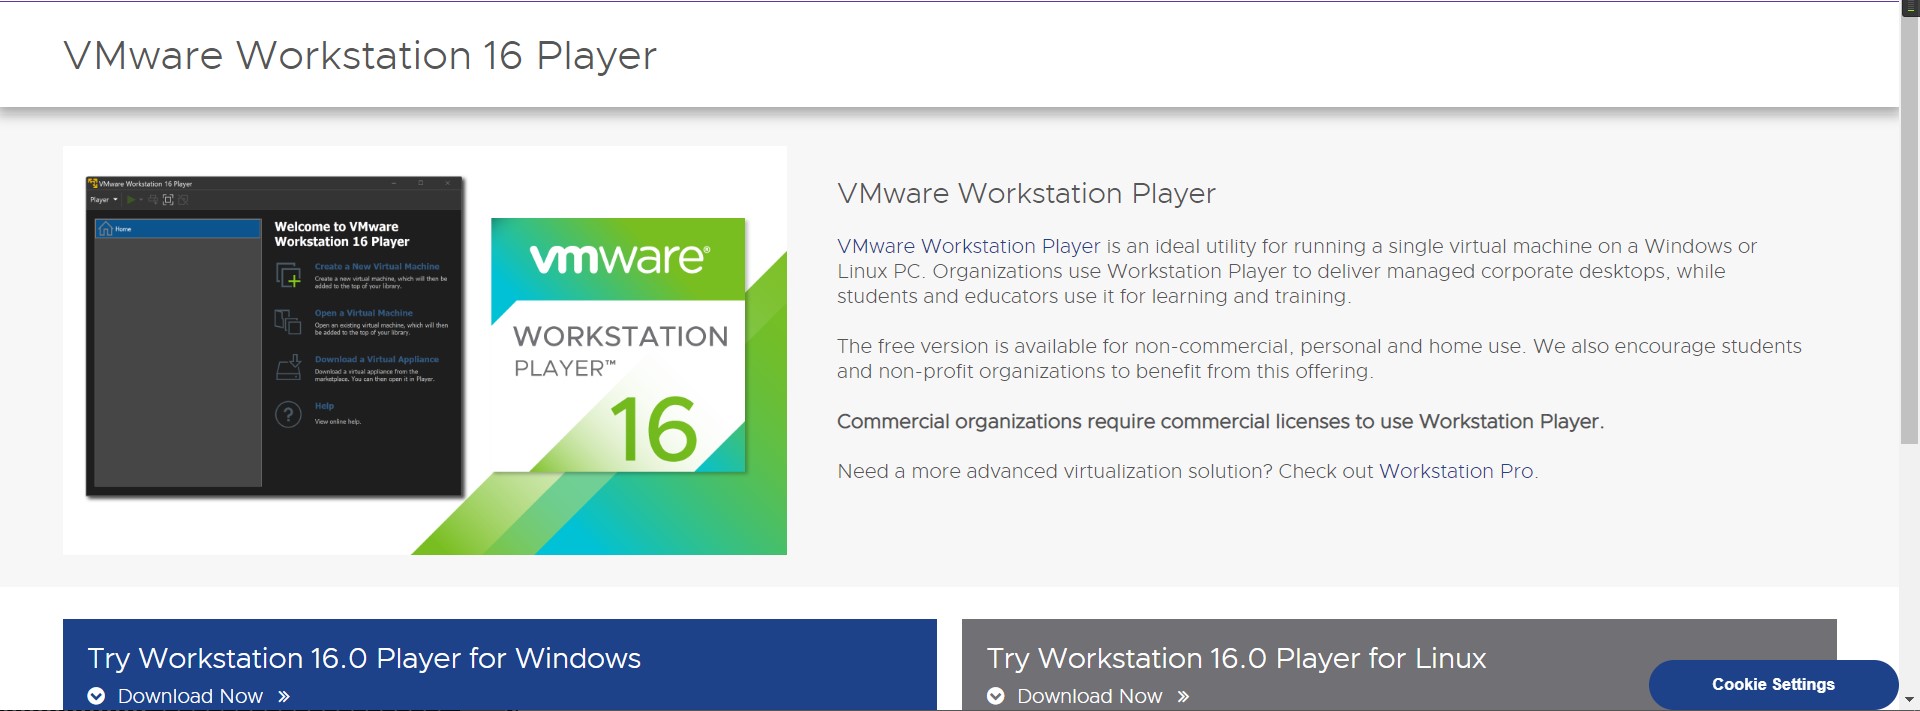 VMware Workstation 16 Player
VMware Workstation 16 Player
Player
Home
Welcome to VMware
Workstation 16 Player
Create a New Virtual Machine
Create a new virtual machine, which will then be
added to the top of your library.
Open a Virtual Machine
Open an existing virtual machine, which will then
be added to the top of your library.
Download a Virtual Appliance
Download a virtual appliance from the
marketplace. You can then open it in Player.
Help
View online help.
vmware®
WORKSTATION
PLAYER™
16
VMware Workstation Player
VMware Workstation Player is an ideal utility for running a single virtual machine on a Windows or
Linux PC. Organizations use Workstation Player to deliver managed corporate desktops, while
students and educators use it for learning and training.
The free version is available for non-commercial, personal and home use. We also encourage students
and non-profit organizations to benefit from this offering.
Commercial organizations require commercial licenses to use Workstation Player.
Need a more advanced virtualization solution? Check out Workstation Pro.
Try Workstation 16.0 Player for Windows
Download Now »
Try Workstation 16.0 Player for Linux
Download Now »
Cookie Settings